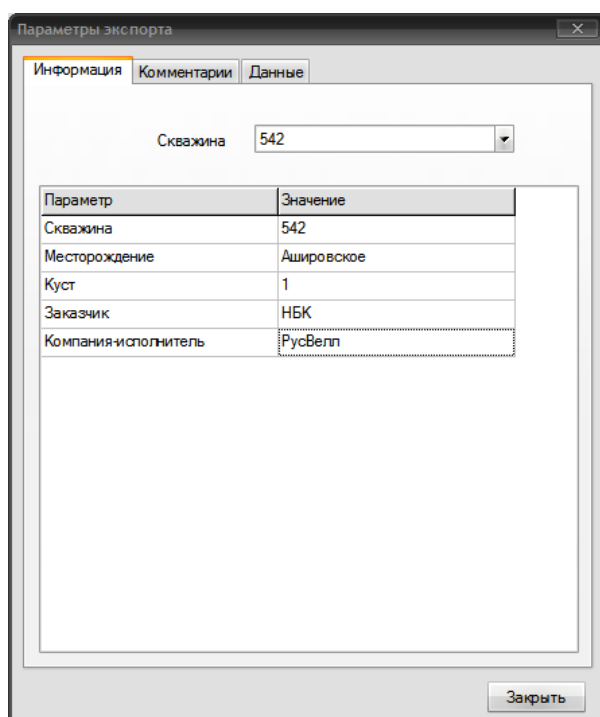 Параметры экспорта
Информация Комментарии Данные
Скважина 542
Параметр Значение
Скважина 542
Месторождение Ашировское
Куст 1
Заказчик НБК
Компания-исполнитель РусВелл
Закрыть